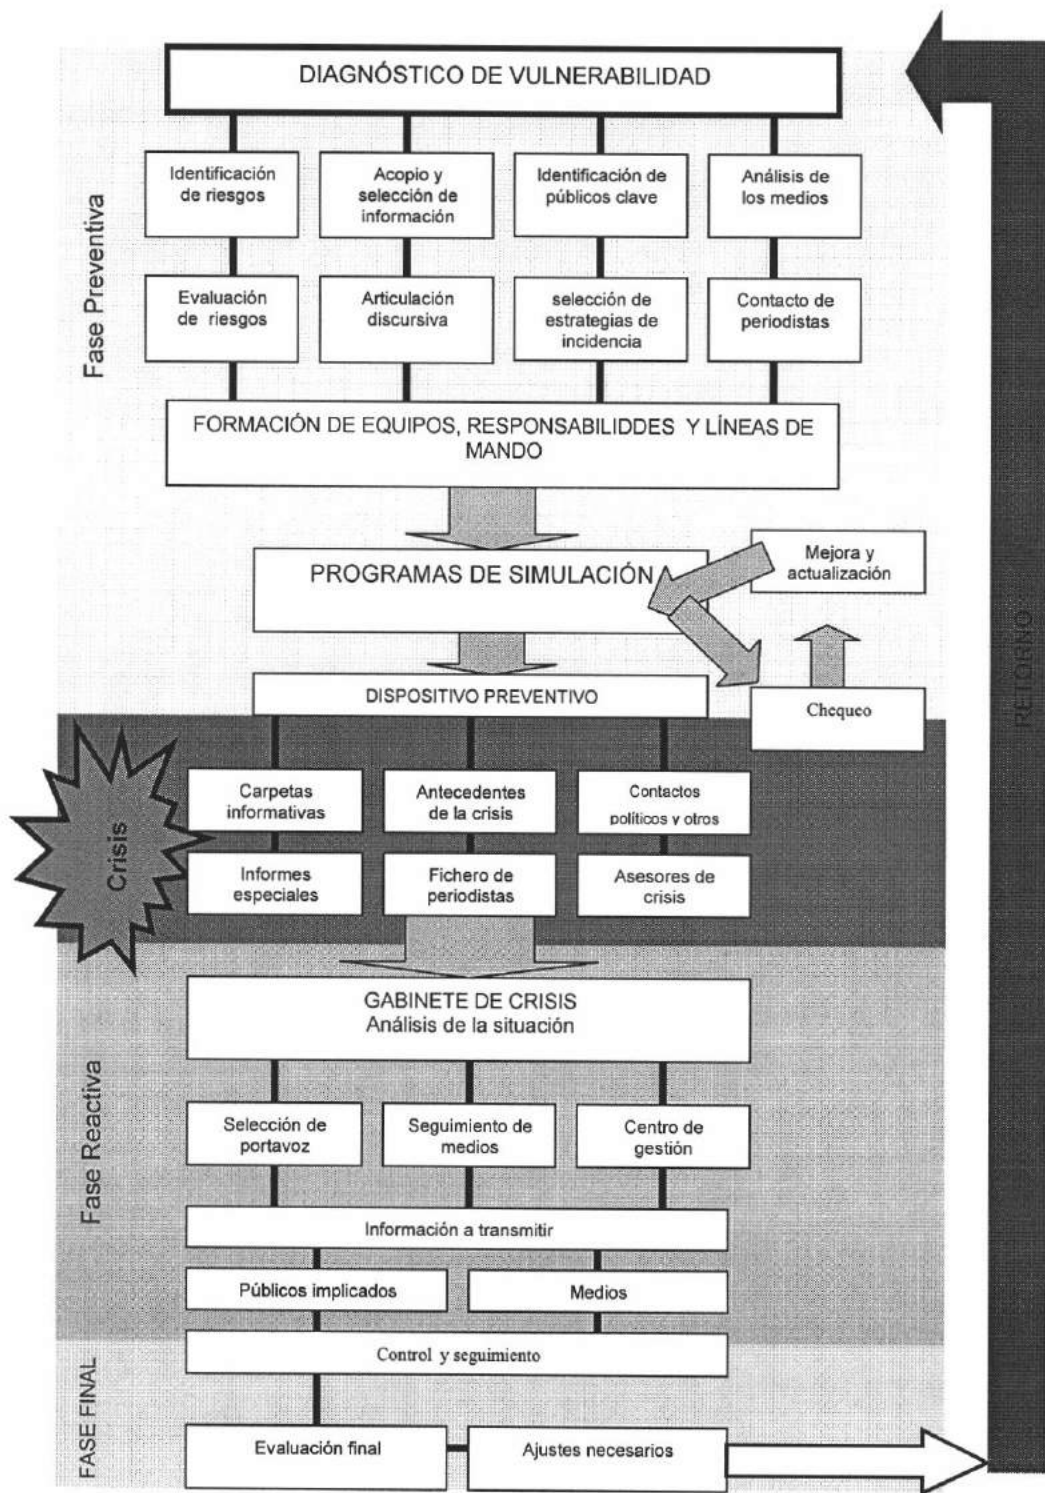 DIAGNÓSTICO DE VULNERABILIDAD
Fase Preventiva
Identificación
de riesgos
Acopio y
selección de
información
Identificación de
públicos clave
Análisis de
los medios
Evaluación
de riesgos
Articulación
discursiva
selección de
estrategias de
incidencia
Contacto de
periodistas
FORMACIÓN DE EQUIPOS, RESPONSABILIDDES Y LÍNEAS DE
MANDO
PROGRAMAS DE SIMULACIÓN
Mejora y
actualización
RETORNO
DISPOSITIVO PREVENTIVO
Chequeo
Crisis
Carpetas
informativas
Antecedentes
de la crisis
Contactos
políticos y otros
Informes
especiales
Fichero de
periodistas
Asesores de
crisis
Fase Reactiva
GABINETE DE CRISIS
Análisis de la situación
Selección de
portavoz
Seguimiento de
medios
Centro de
gestión
Información a transmitir
Públicos implicados
Medios
FASE FINAL
Control y seguimiento
Evaluación final
Ajustes necesarios